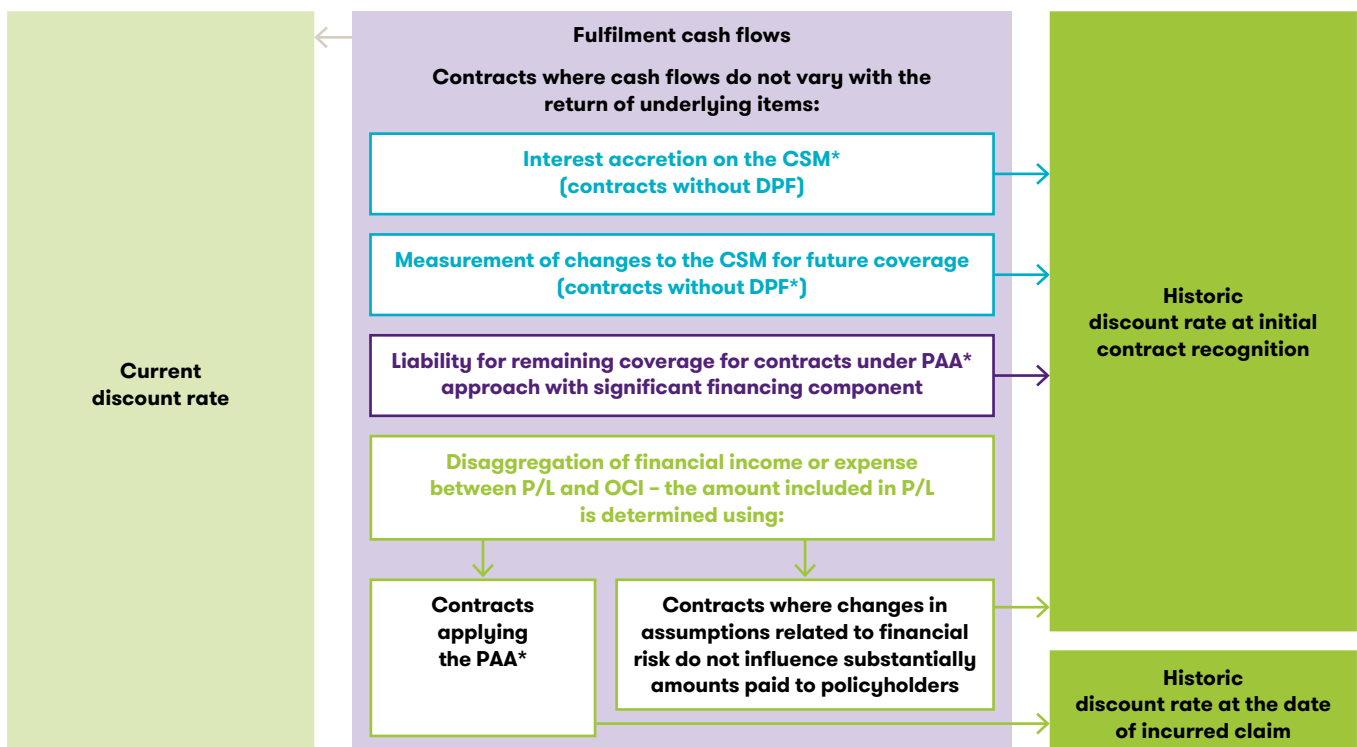 Fulfilment cash flows
Contracts where cash flows do not vary with the
return of underlying items:
Interest accretion on the CSM*
(contracts without DPF)
Measurement of changes to the CSM for future coverage
(contracts without DPF*)
Liability for remaining coverage for contracts under PAA*
approach with significant financing component
Disaggregation of financial income or expense
between P/L and OCI – the amount included in P/L
is determined using:
Contracts
applying
the PAA*
Contracts where changes in
assumptions related to financial
risk do not influence substantially
amounts paid to policyholders
Current
discount rate
Historic
discount rate at initial
contract recognition
Historic
discount rate at the date
of incurred claim